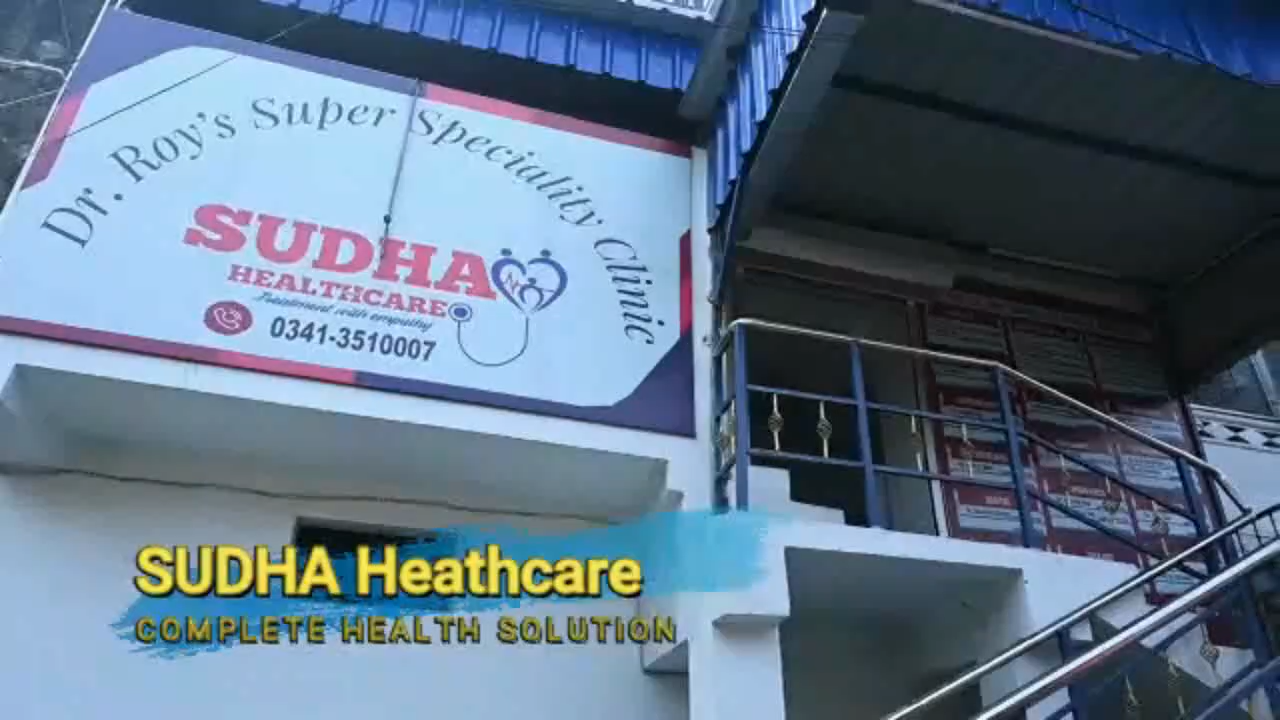 Dr. Roy's Super Speciality Clinic
SUDHA
HEALTHCARE
Treatment with empathy
0341-3510007
SUDHA Heathcare
COMPLETE HEALTH SOLUTION